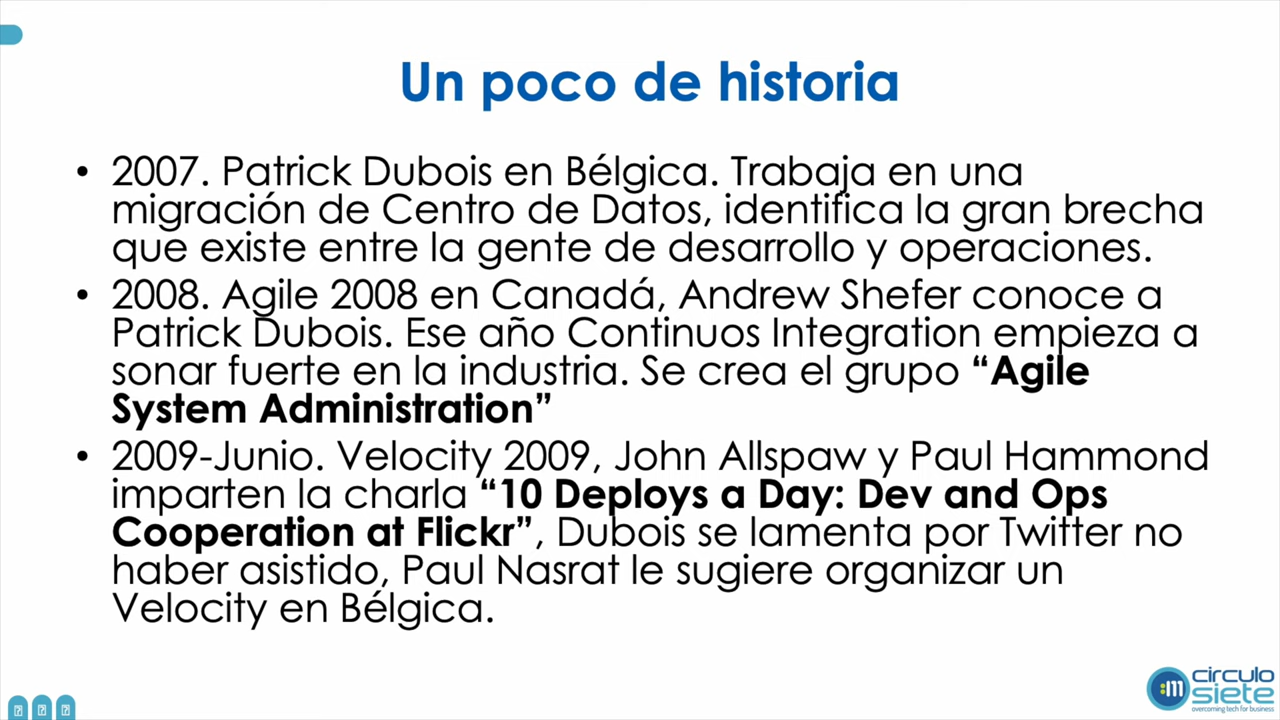 Un poco de historia
• 2007. Patrick Dubois en Bélgica. Trabaja en una
migración de Centro de Datos, identifica la gran brecha
que existe entre la gente de desarrollo y operaciones.
• 2008. Agile 2008 en Canadá, Andrew Shefer conoce a
Patrick Dubois. Ese año Continuos Integration empieza a
sonar fuerte en la industria. Se crea el grupo “Agile
System Administration”
• 2009-Junio. Velocity 2009, John Allspaw y Paul Hammond
imparten la charla “10 Deploys a Day: Dev and Ops
Cooperation at Flickr”, Dubois se lamenta por Twitter no
haber asistido, Paul Nasrat le sugiere organizar un
Velocity en Bélgica.
:m circulo
siete
overcoming tech for business